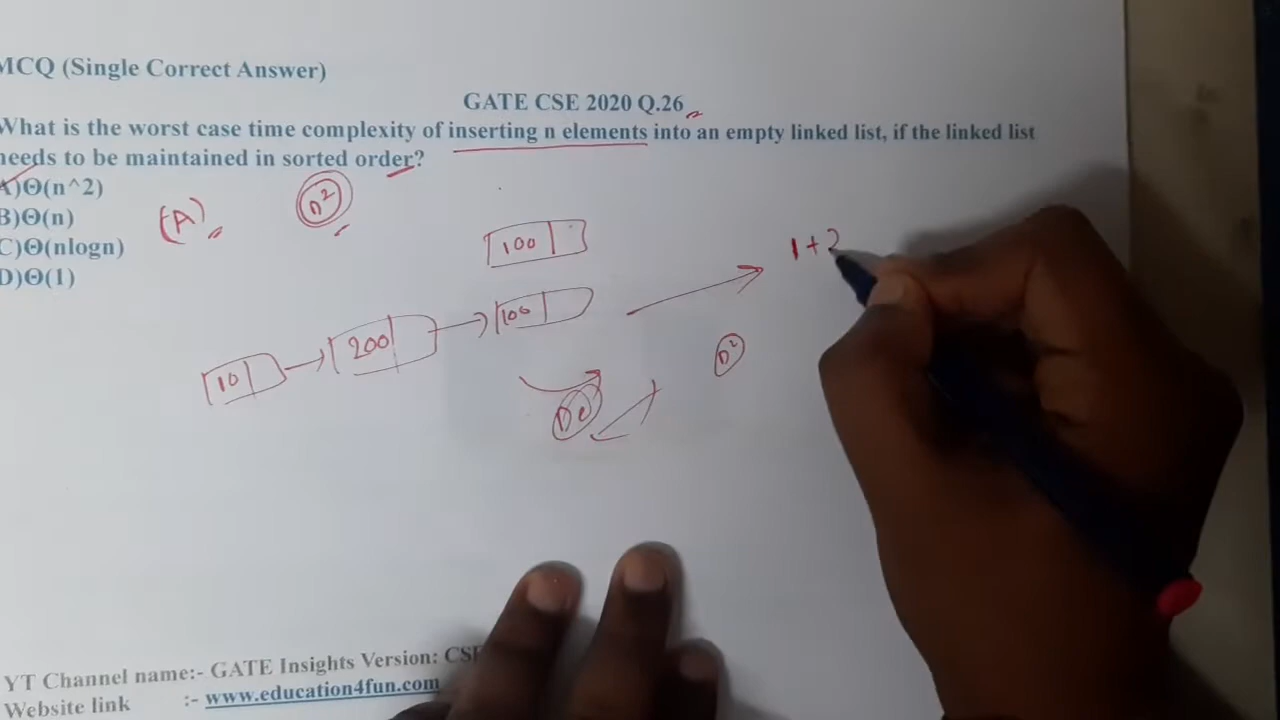 MCQ (Single Correct Answer)
GATE CSE 2020 Q.26
What is the worst case time complexity of inserting n elements into an empty linked list, if the linked list
needs to be maintained in sorted order?
A)Θ(n^2)
B)Θ(n)
C)Θ(nlogn)
D)Θ(1)
(A)
n²
100
10 200 100
1+2
n²
YT Channel name:- GATE Insights Version: CSE
Website link :- www.education4fun.com